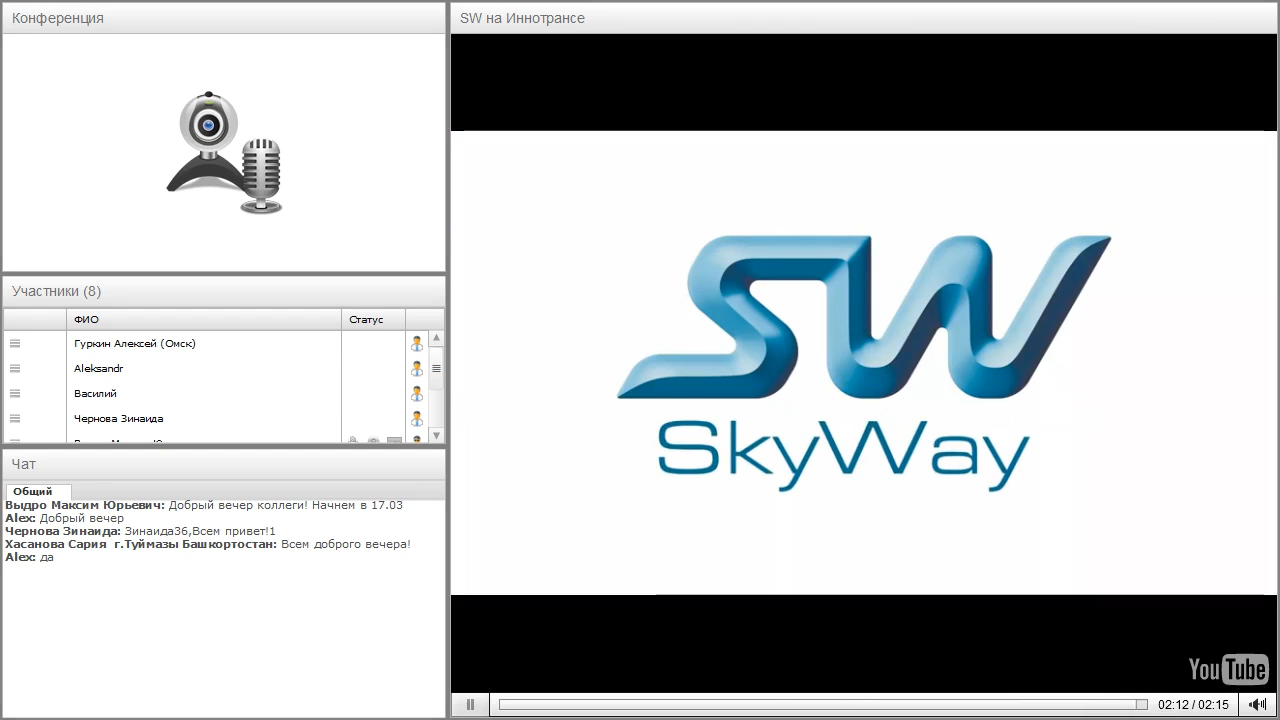 Конференция
SW на Иннотрансе
SW
SkyWay
Участники (8)
ФИО Статус
Гуркин Алексей (Омск)
Aleksandr
Василий
Чернова Зинаида
Чат
Общий
Выдро Максим Юрьевич: Добрый вечер коллеги! Начнем в 17.03
Alex: Добрый вечер
Чернова Зинаида: Зинаида36,Всем привет!1
Хасанова Сария г.Туймазы Башкортостан: Всем доброго вечера!
Alex: да
YouTube
02:12 / 02:15